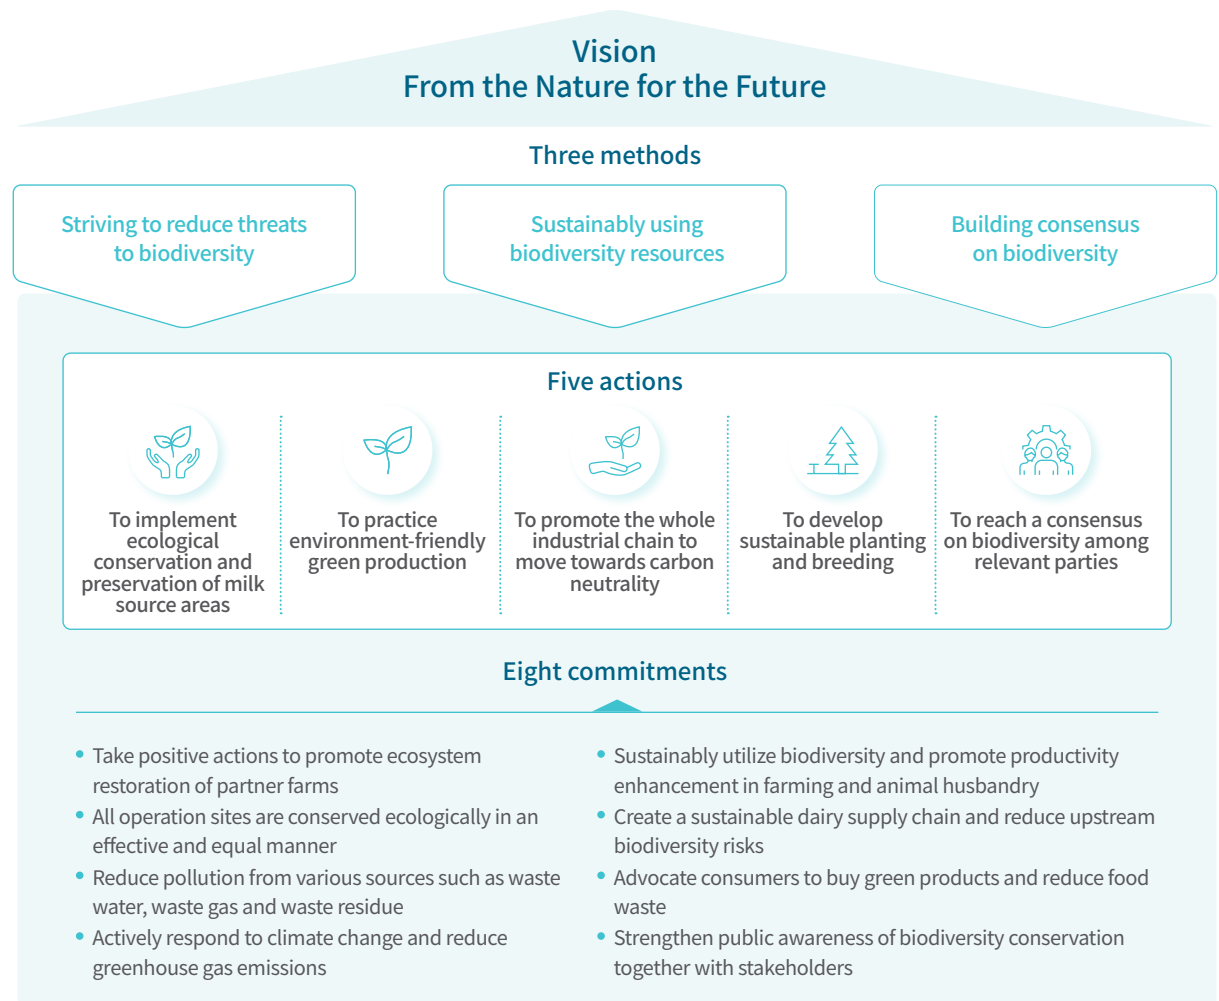 Vision
From the Nature for the Future
Three methods
Striving to reduce threats
to biodiversity
Sustainably using
biodiversity resources
Building consensus
on biodiversity
Five actions
To implement
ecological
conservation and
preservation of milk
source areas
To practice
environment-friendly
green production
To promote the whole
industrial chain to
move towards carbon
neutrality
To develop
sustainable planting
and breeding
To reach a consensus
on biodiversity among
relevant parties
Eight commitments
• Take positive actions to promote ecosystem
restoration of partner farms
• All operation sites are conserved ecologically in an
effective and equal manner
• Reduce pollution from various sources such as waste
water, waste gas and waste residue
• Actively respond to climate change and reduce
greenhouse gas emissions
• Sustainably utilize biodiversity and promote productivity
enhancement in farming and animal husbandry
• Create a sustainable dairy supply chain and reduce upstream
biodiversity risks
• Advocate consumers to buy green products and reduce food
waste
• Strengthen public awareness of biodiversity conservation
together with stakeholders